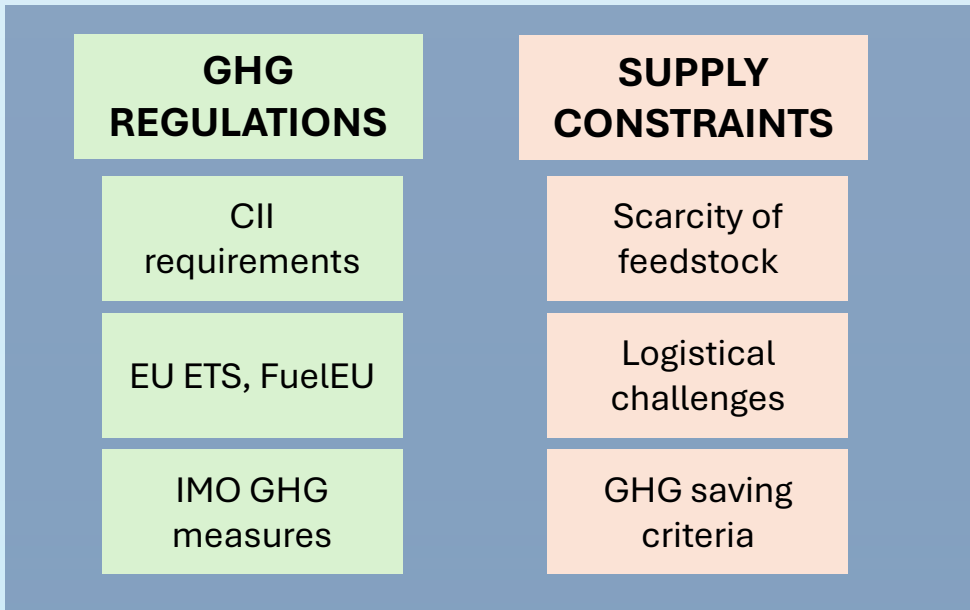 GHG
REGULATIONS
CII
requirements
EU ETS, FuelEU
IMO GHG
measures
SUPPLY
CONSTRAINTS
Scarcity of
feedstock
Logistical
challenges
GHG saving
criteria